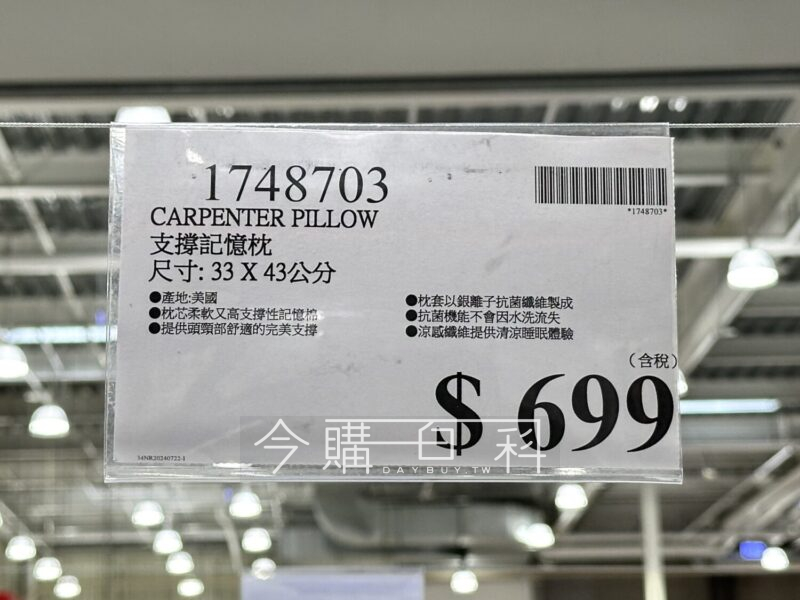 1748703
*1748703*
CARPENTER PILLOW
支撐記憶枕
尺寸: 33 X 43公分
●產地:美國
●枕芯柔軟又高支撐性記憶棉
●提供頭頸部舒適的完美支撐
●枕套以銀離子抗菌纖維製成
●抗菌機能不會因水洗流失
●涼感纖維提供清涼睡眠體驗
(含稅)
$ 699
34NR20240722-1
今購百科
DAYBUY.TW